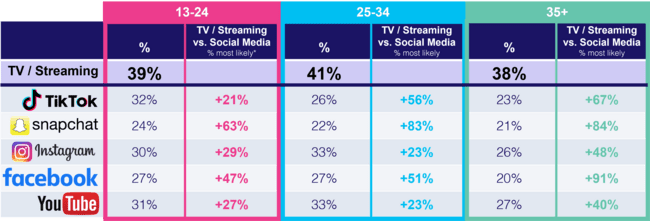 13-24 25-34 35+
% TV / Streaming vs. Social Media % most likely* % TV / Streaming vs. Social Media % most likely % TV / Streaming vs. Social Media % most likely
TV / Streaming 39% 41% 38%
TikTok 32% +21% 26% +56% 23% +67%
snapchat 24% +63% 22% +83% 21% +84%
Instagram 30% +29% 33% +23% 26% +48%
facebook 27% +47% 27% +51% 20% +91%
YouTube 31% +27% 33% +23% 27% +40%